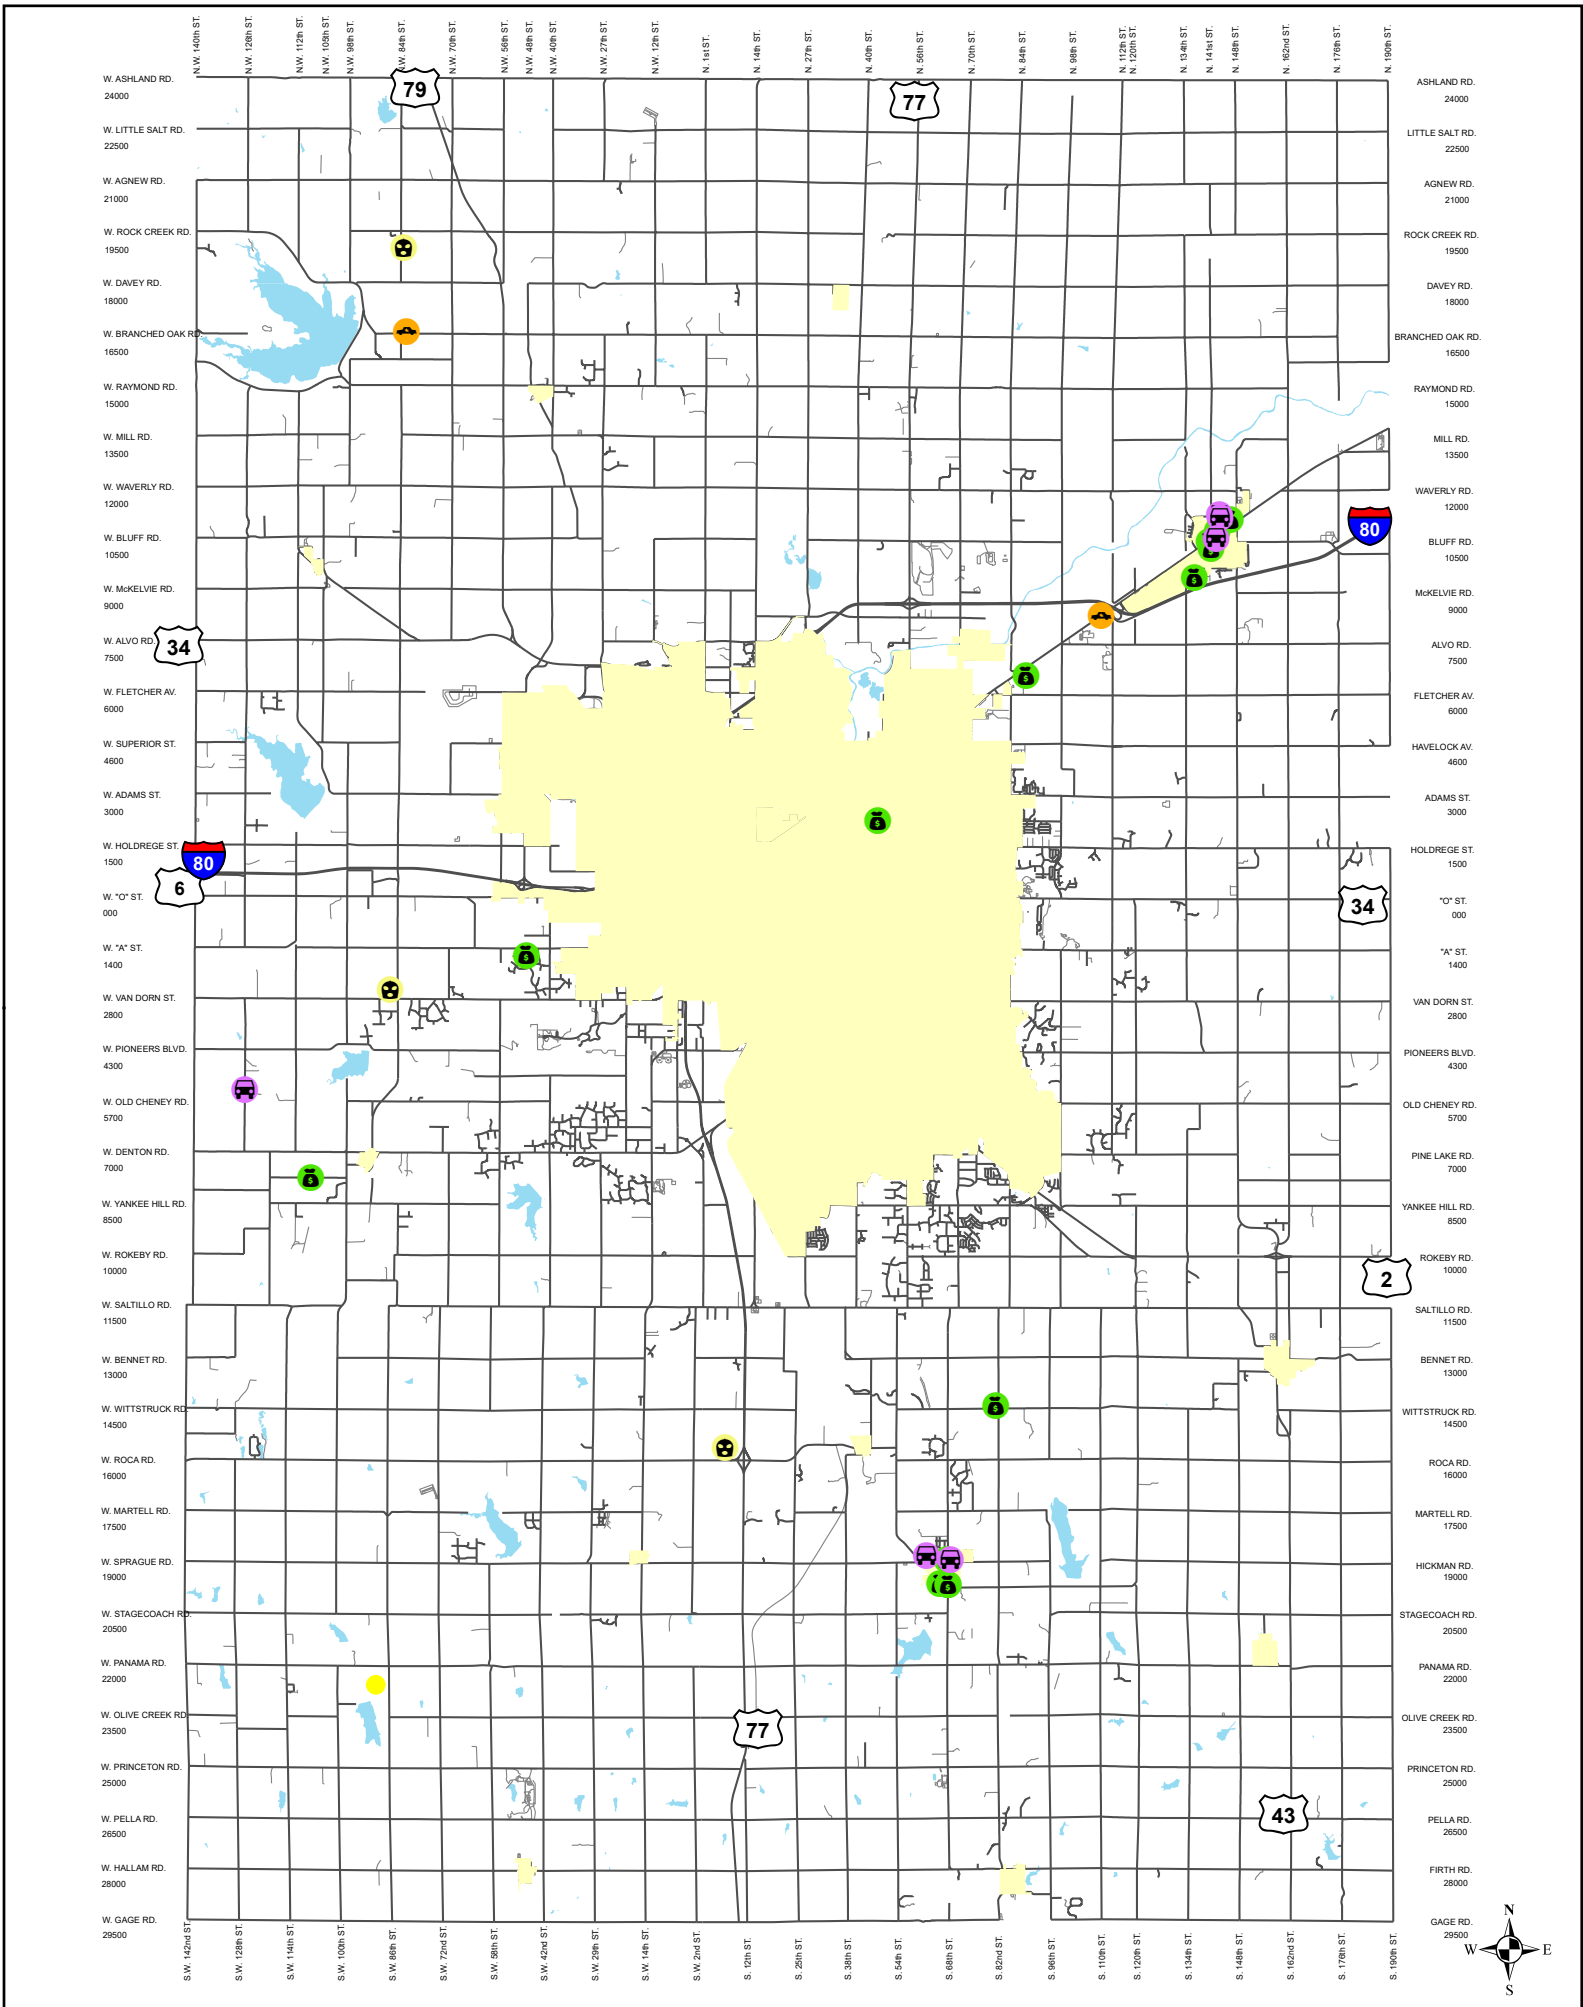 N.W. 140th ST.
N.W. 126th ST.
N.W. 112th ST.
N.W. 105th ST.
N.W. 98th ST.
N.W. 84th ST.
N.W. 70th ST.
N.W. 56th ST.
N.W. 48th ST.
N.W. 40th ST.
N.W. 27th ST.
N.W. 12th ST.
N. 1st ST.
N. 14th ST.
N. 27th ST.
N. 40th ST.
N. 56th ST.
N. 70th ST.
N. 84th ST.
N. 98th ST.
N. 112th ST.
N. 120th ST.
N. 134th ST.
N. 141st ST.
N. 148th ST.
N. 162nd ST.
N. 176th ST.
N. 190th ST.
W. ASHLAND RD.
24000
W. LITTLE SALT RD.
22500
W. AGNEW RD.
21000
W. ROCK CREEK RD.
19500
W. DAVEY RD.
18000
W. BRANCHED OAK RD.
16500
W. RAYMOND RD.
15000
W. MILL RD.
13500
W. WAVERLY RD.
12000
W. BLUFF RD.
10500
W. McKELVIE RD.
9000
W. ALVO RD.
7500
W. FLETCHER AV.
6000
W. SUPERIOR ST.
4600
W. ADAMS ST.
3000
W. HOLDREGE ST.
1500
W. "O" ST.
000
W. "A" ST.
1400
W. VAN DORN ST.
2800
W. PIONEERS BLVD.
4300
W. OLD CHENEY RD.
5700
W. DENTON RD.
7000
W. YANKEE HILL RD.
8500
W. ROKEBY RD.
10000
W. SALTILLO RD.
11500
W. BENNET RD.
13000
W. WITTSTRUCK RD.
14500
W. ROCA RD.
16000
W. MARTELL RD.
17500
W. SPRAGUE RD.
19000
W. STAGECOACH RD.
20500
W. PANAMA RD.
22000
W. OLIVE CREEK RD.
23500
W. PRINCETON RD.
25000
W. PELLA RD.
26500
W. HALLAM RD.
28000
W. GAGE RD.
29500
79
77
80
34
80
6
34
2
77
43
ASHLAND RD.
24000
LITTLE SALT RD.
22500
AGNEW RD.
21000
ROCK CREEK RD.
19500
DAVEY RD.
18000
BRANCHED OAK RD.
16500
RAYMOND RD.
15000
MILL RD.
13500
WAVERLY RD.
12000
BLUFF RD.
10500
McKELVIE RD.
9000
ALVO RD.
7500
FLETCHER AV.
6000
HAVELOCK AV.
4600
ADAMS ST.
3000
HOLDREGE ST.
1500
"O" ST.
000
"A" ST.
1400
VAN DORN ST.
2800
PIONEERS BLVD.
4300
OLD CHENEY RD.
5700
PINE LAKE RD.
7000
YANKEE HILL RD.
8500
ROKEBY RD.
10000
SALTILLO RD.
11500
BENNET RD.
13000
WITTSTRUCK RD.
14500
ROCA RD.
16000
MARTELL RD.
17500
HICKMAN RD.
19000
STAGECOACH RD.
20500
PANAMA RD.
22000
OLIVE CREEK RD.
23500
PRINCETON RD.
25000
PELLA RD.
26500
FIRTH RD.
28000
GAGE RD.
29500
S.W. 142nd ST.
S.W. 128th ST.
S.W. 114th ST.
S.W. 100th ST.
S.W. 86th ST.
S.W. 72nd ST.
S.W. 58th ST.
S.W. 42nd ST.
S.W. 29th ST.
S.W. 14th ST.
S.W. 2nd ST.
S. 12th ST.
S. 25th ST.
S. 38th ST.
S. 54th ST.
S. 68th ST.
S. 82nd ST.
S. 96th ST.
S. 110th ST.
S. 120th ST.
S. 134th ST.
S. 148th ST.
S. 162nd ST.
S. 176th ST.
S. 190th ST.
N
W
E
S